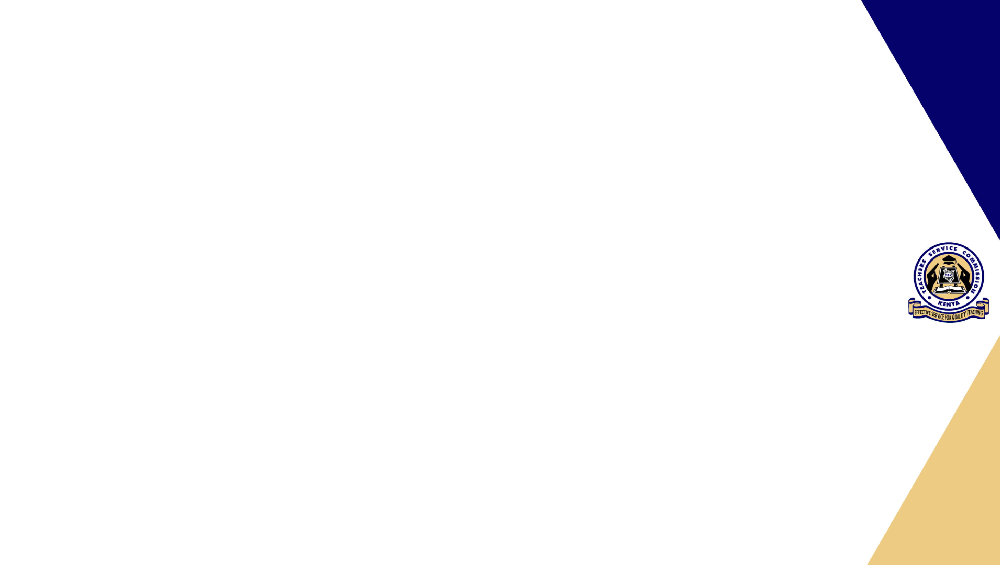 TEACHERS SERVICE COMMISSION
TSC
KENYA
EFFECTIVE SERVICE FOR QUALITY TEACHING